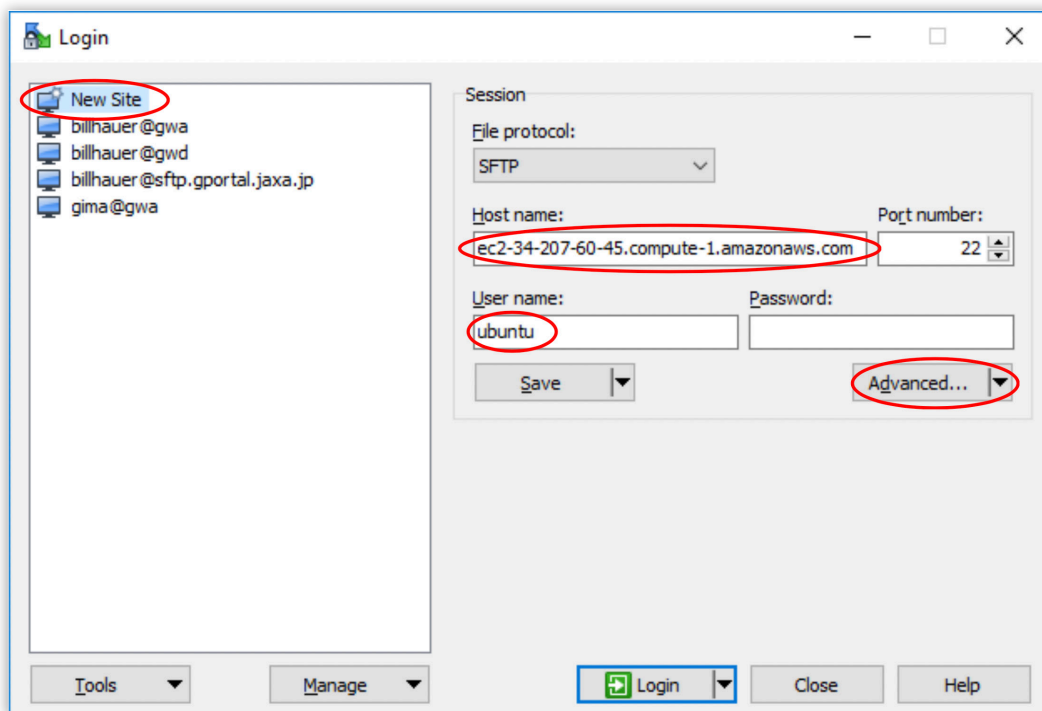 Login
New Site
billhauer@gwa
billhauer@gwd
billhauer@sftp.gportal.jaxa.jp
gima@gwa
Session
File protocol:
SFTP
Host name:
Port number:
ec2-34-207-60-45.compute-1.amazonaws.com
22
User name:
Password:
ubuntu
Save
Advanced...
Tools
Manage
Login
Close
Help